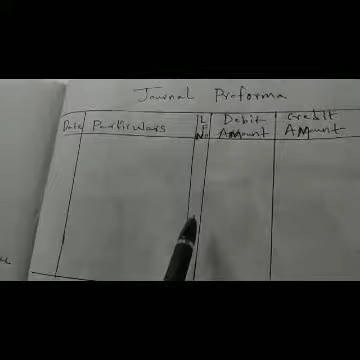 Journal Proforma
Date Particulars L F No Debit Amount Credit Amount